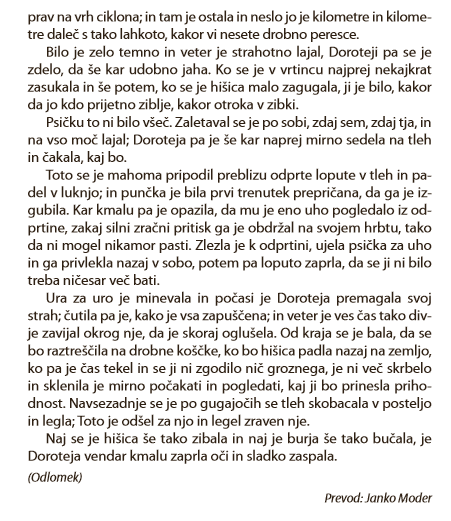 prav na vrh ciklona; in tam je ostala in neslo jo je kilometre in kilome-
tre daleč s tako lahkoto, kakor vi nesete drobno peresce.
Bilo je zelo temno in veter je strahotno lajal, Doroteji pa se je
zdelo, da še kar udobno jaha. Ko se je v vrtincu najprej nekajkrat
zasukala in še potem, ko se je hišica malo zagugala, ji je bilo, kakor
da jo kdo prijetno ziblje, kakor otroka v zibki.
Psičku to ni bilo všeč. Zaletaval se je po sobi, zdaj sem, zdaj tja, in
na vso moč lajal; Doroteja pa je še kar naprej mirno sedela na tleh
in čakala, kaj bo.
Toto se je mahoma pripodil preblizu odprte lopute v tleh in pa-
del v luknjo; in punčka je bila prvi trenutek prepričana, da ga je iz-
gubila. Kar kmalu pa je opazila, da mu je eno uho pogledalo iz od-
prtine, zakaj silni zračni pritisk ga je obdržal na svojem hrbtu, tako
da ni mogel nikamor pasti. Zlezla je k odprtini, ujela psička za uho
in ga privlekla nazaj v sobo, potem pa loputo zaprla, da se ji ni bilo
treba ničesar več bati.
Ura za uro je minevala in počasi je Doroteja premagala svoj
strah; čutila pa je, kako je vsa zapuščena; in veter je ves čas tako div-
je zavijal okrog nje, da je skoraj oglušela. Od kraja se je bala, da se
bo raztreščila na drobne koščke, ko bo hišica padla nazaj na zemljo,
ko pa je čas tekel in se ji ni zgodilo nič groznega, je ni več skrbelo
in sklenila je mirno počakati in pogledati, kaj ji bo prinesla priho-
dnost. Navsezadnje se je po gugajočih se tleh skobacala v posteljo
in legla; Toto je odšel za njo in legel zraven nje.
Naj se je hišica še tako zibala in naj je burja še tako bučala, je
Doroteja vendar kmalu zaprla oči in sladko zaspala.
(Odlomek)
Prevod: Janko Moder